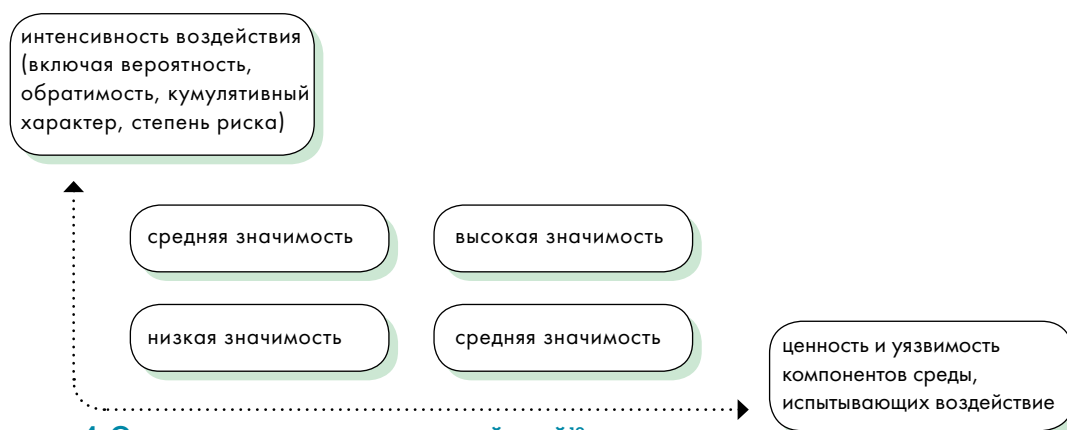 интенсивность воздействия
(включая вероятность,
обратимость, кумулятивный
характер, степень риска)
средняя значимость
высокая значимость
низкая значимость
средняя значимость
ценность и уязвимость
компонентов среды,
испытывающих воздействие